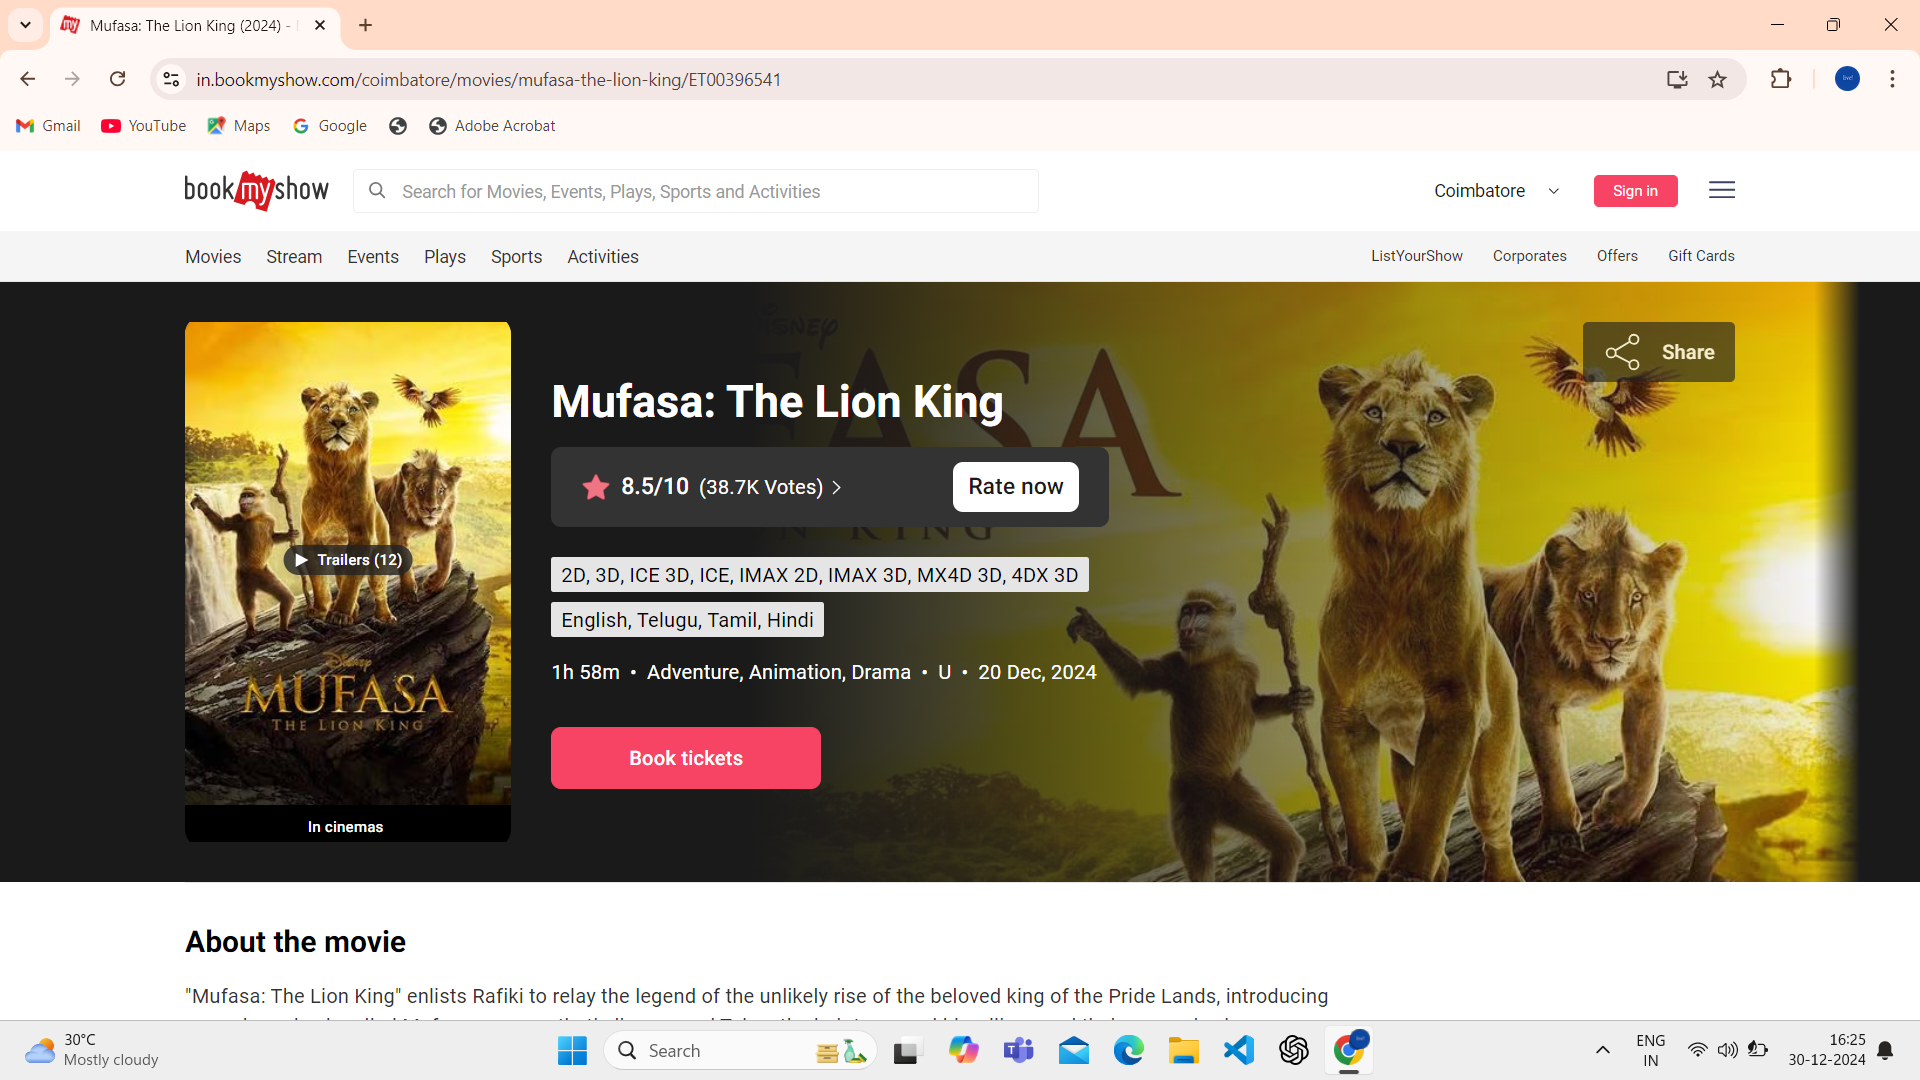 Mufasa: The Lion King (2024) -
in.bookmyshow.com/coimbatore/movies/mufasa-the-lion-king/ET00396541
Gmail YouTube Maps Google Adobe Acrobat
bookmyshow Search for Movies, Events, Plays, Sports and Activities Coimbatore Sign in
Movies Stream Events Plays Sports Activities ListYourShow Corporates Offers Gift Cards
Share
Mufasa: The Lion King
8.5/10 (38.7K Votes) Rate now
Trailers (12)
2D, 3D, ICE 3D, ICE, IMAX 2D, IMAX 3D, MX4D 3D, 4DX 3D
English, Telugu, Tamil, Hindi
1h 58m • Adventure, Animation, Drama • U • 20 Dec, 2024
Disney
MUFASA
THE LION KING
Book tickets
In cinemas
About the movie
"Mufasa: The Lion King" enlists Rafiki to relay the legend of the unlikely rise of the beloved king of the Pride Lands, introducing
30°C
Mostly cloudy
Search
ENG
IN
16:25
30-12-2024